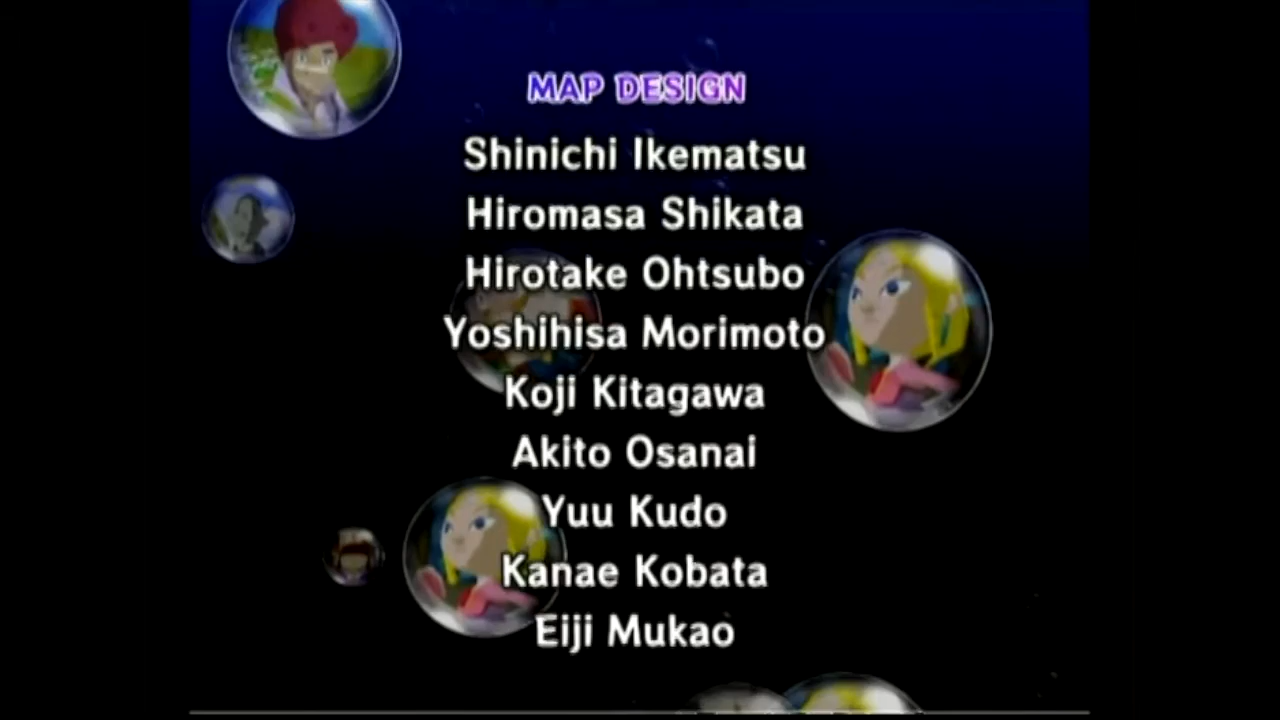 MAP DESIGN
Shinichi Ikematsu
Hiromasa Shikata
Hirotake Ohtsubo
Yoshihisa Morimoto
Koji Kitagawa
Akito Osanai
Yuu Kudo
Kanae Kobata
Eiji Mukao